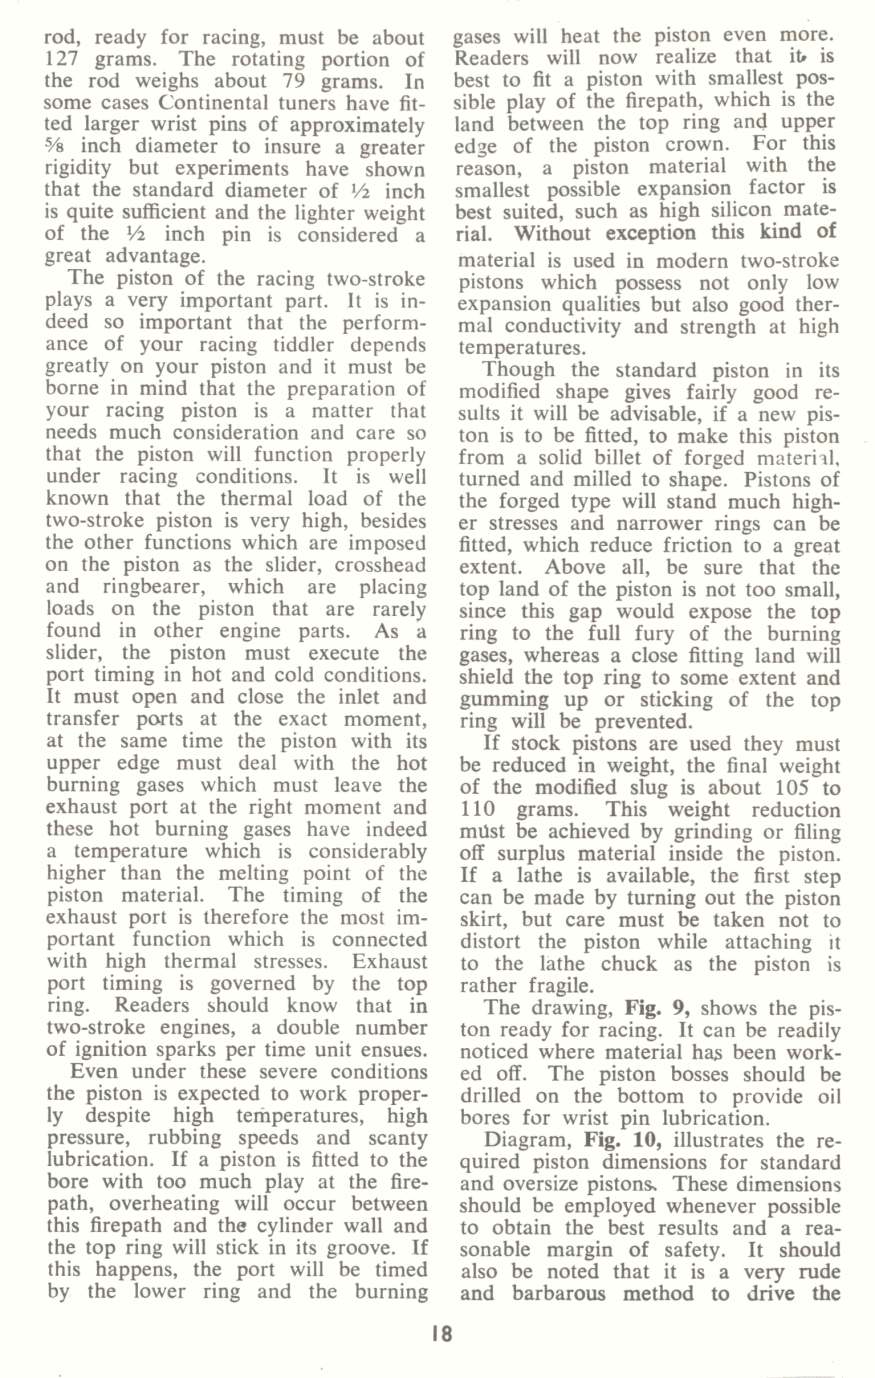 rod, ready for racing, must be about
127 grams. The rotating portion of
the rod weighs about 79 grams. In
some cases Continental tuners have fit-
ted larger wrist pins of approximately
⅝ inch diameter to insure a greater
rigidity but experiments have shown
that the standard diameter of ½ inch
is quite sufficient and the lighter weight
of the ½ inch pin is considered a
great advantage.
The piston of the racing two-stroke
plays a very important part. It is in-
deed so important that the perform-
ance of your racing tiddler depends
greatly on your piston and it must be
borne in mind that the preparation of
your racing piston is a matter that
needs much consideration and care so
that the piston will function properly
under racing conditions. It is well
known that the thermal load of the
two-stroke piston is very high, besides
the other functions which are imposed
on the piston as the slider, crosshead
and ringbearer, which are placing
loads on the piston that are rarely
found in other engine parts. As a
slider, the piston must execute the
port timing in hot and cold conditions.
It must open and close the inlet and
transfer ports at the exact moment,
at the same time the piston with its
upper edge must deal with the hot
burning gases which must leave the
exhaust port at the right moment and
these hot burning gases have indeed
a temperature which is considerably
higher than the melting point of the
piston material. The timing of the
exhaust port is therefore the most im-
portant function which is connected
with high thermal stresses. Exhaust
port timing is governed by the top
ring. Readers should know that in
two-stroke engines, a double number
of ignition sparks per time unit ensues.
Even under these severe conditions
the piston is expected to work proper-
ly despite high temperatures, high
pressure, rubbing speeds and scanty
lubrication. If a piston is fitted to the
bore with too much play at the fire-
path, overheating will occur between
this firepath and the cylinder wall and
the top ring will stick in its groove. If
this happens, the port will be timed
by the lower ring and the burning
gases will heat the piston even more.
Readers will now realize that it is
best to fit a piston with smallest pos-
sible play of the firepath, which is the
land between the top ring and upper
edge of the piston crown. For this
reason, a piston material with the
smallest possible expansion factor is
best suited, such as high silicon mate-
rial. Without exception this kind of
material is used in modern two-stroke
pistons which possess not only low
expansion qualities but also good ther-
mal conductivity and strength at high
temperatures.
Though the standard piston in its
modified shape gives fairly good re-
sults it will be advisable, if a new pis-
ton is to be fitted, to make this piston
from a solid billet of forged material,
turned and milled to shape. Pistons of
the forged type will stand much high-
er stresses and narrower rings can be
fitted, which reduce friction to a great
extent. Above all, be sure that the
top land of the piston is not too small,
since this gap would expose the top
ring to the full fury of the burning
gases, whereas a close fitting land will
shield the top ring to some extent and
gumming up or sticking of the top
ring will be prevented.
If stock pistons are used they must
be reduced in weight, the final weight
of the modified slug is about 105 to
110 grams. This weight reduction
must be achieved by grinding or filing
off surplus material inside the piston.
If a lathe is available, the first step
can be made by turning out the piston
skirt, but care must be taken not to
distort the piston while attaching it
to the lathe chuck as the piston is
rather fragile.
The drawing, Fig. 9, shows the pis-
ton ready for racing. It can be readily
noticed where material has been work-
ed off. The piston bosses should be
drilled on the bottom to provide oil
bores for wrist pin lubrication.
Diagram, Fig. 10, illustrates the re-
quired piston dimensions for standard
and oversize pistons. These dimensions
should be employed whenever possible
to obtain the best results and a rea-
sonable margin of safety. It should
also be noted that it is a very rude
and barbarous method to drive the
18